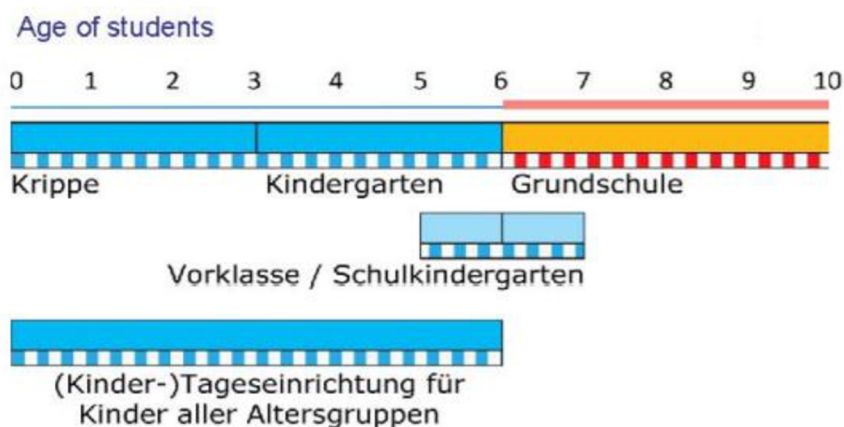 Age of students
0 1 2 3 4 5 6 7 8 9 10
Krippe Kindergarten Grundschule
Vorklasse / Schulkindergarten
(Kinder-)Tageseinrichtung für
Kinder aller Altersgruppen